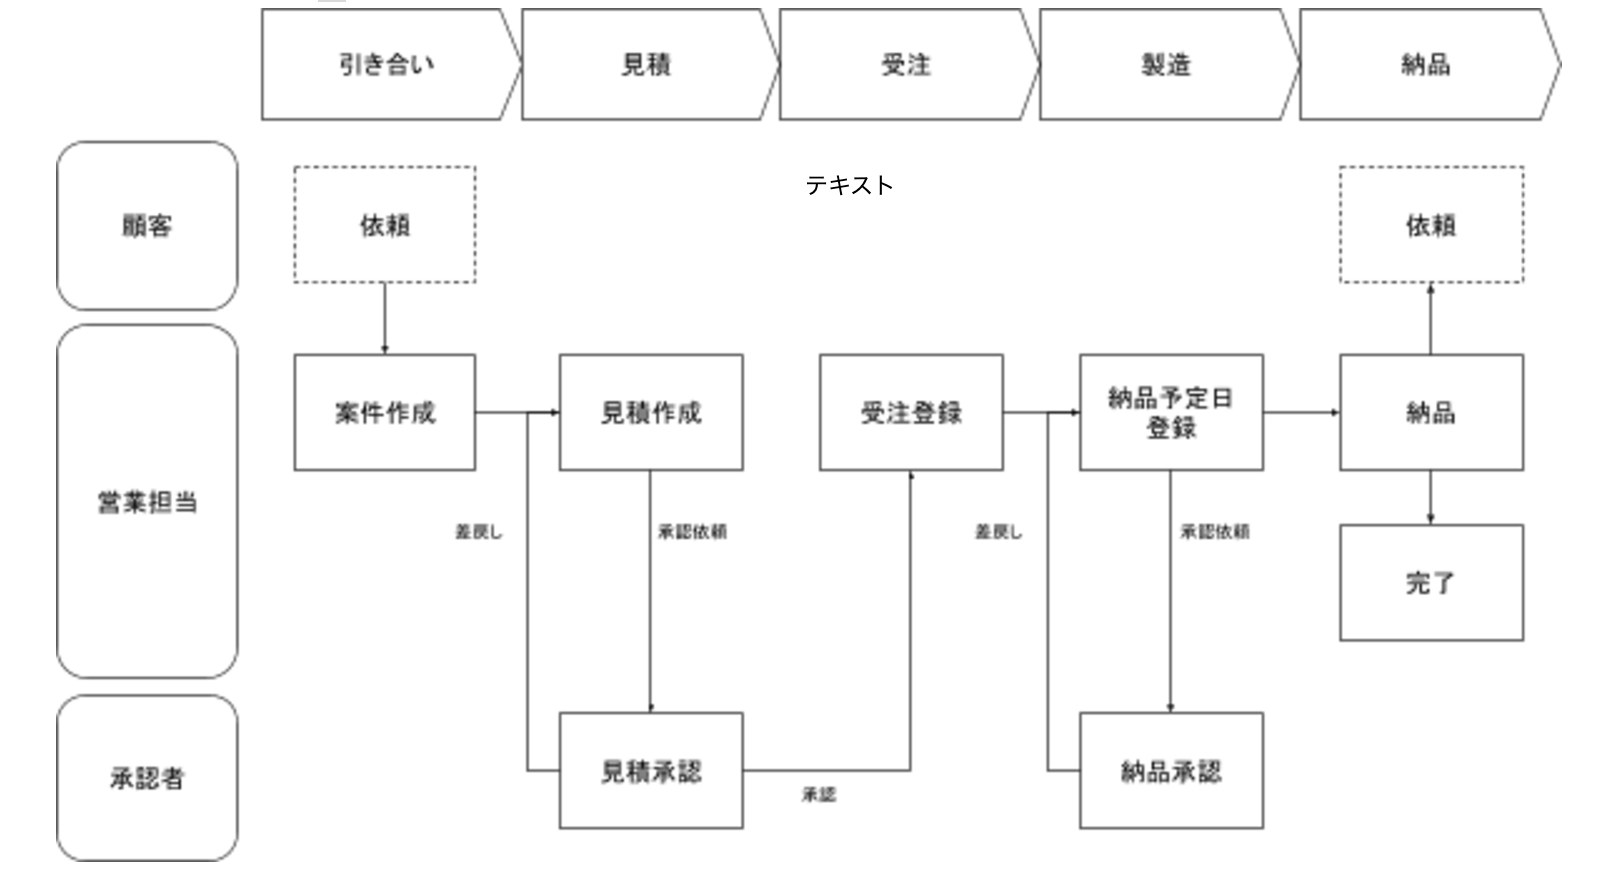 引き合い
見積
受注
製造
納品
テキスト
顧客
依頼
依頼
案件作成
見積作成
受注登録
納品予定日
登録
納品
営業担当
差戻し
承認依頼
差戻し
承認依頼
完了
見積承認
納品承認
承認者
承認